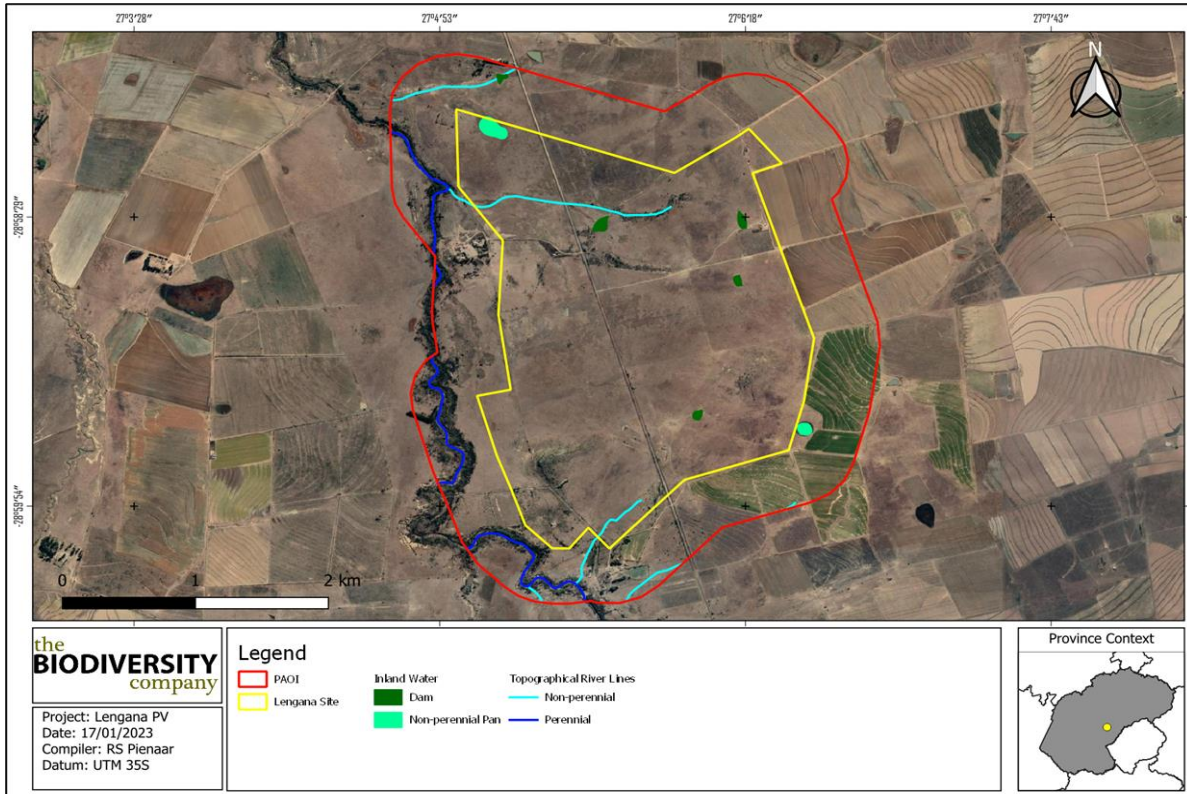 27°3'28" 27°4'53" 27°6'18" 27°7'43"
N
-28°58'29"
-28°59'54"
0 1 2 km
the
BIODIVERSITY
company
Project: Lengana PV
Date: 17/01/2023
Compiler: RS Pienaar
Datum: UTM 35S
Legend
PAOI
Lengana Site
Inland Water
Dam
Non-perennial Pan
Topographical River Lines
Non-perennial
Perennial
Province Context